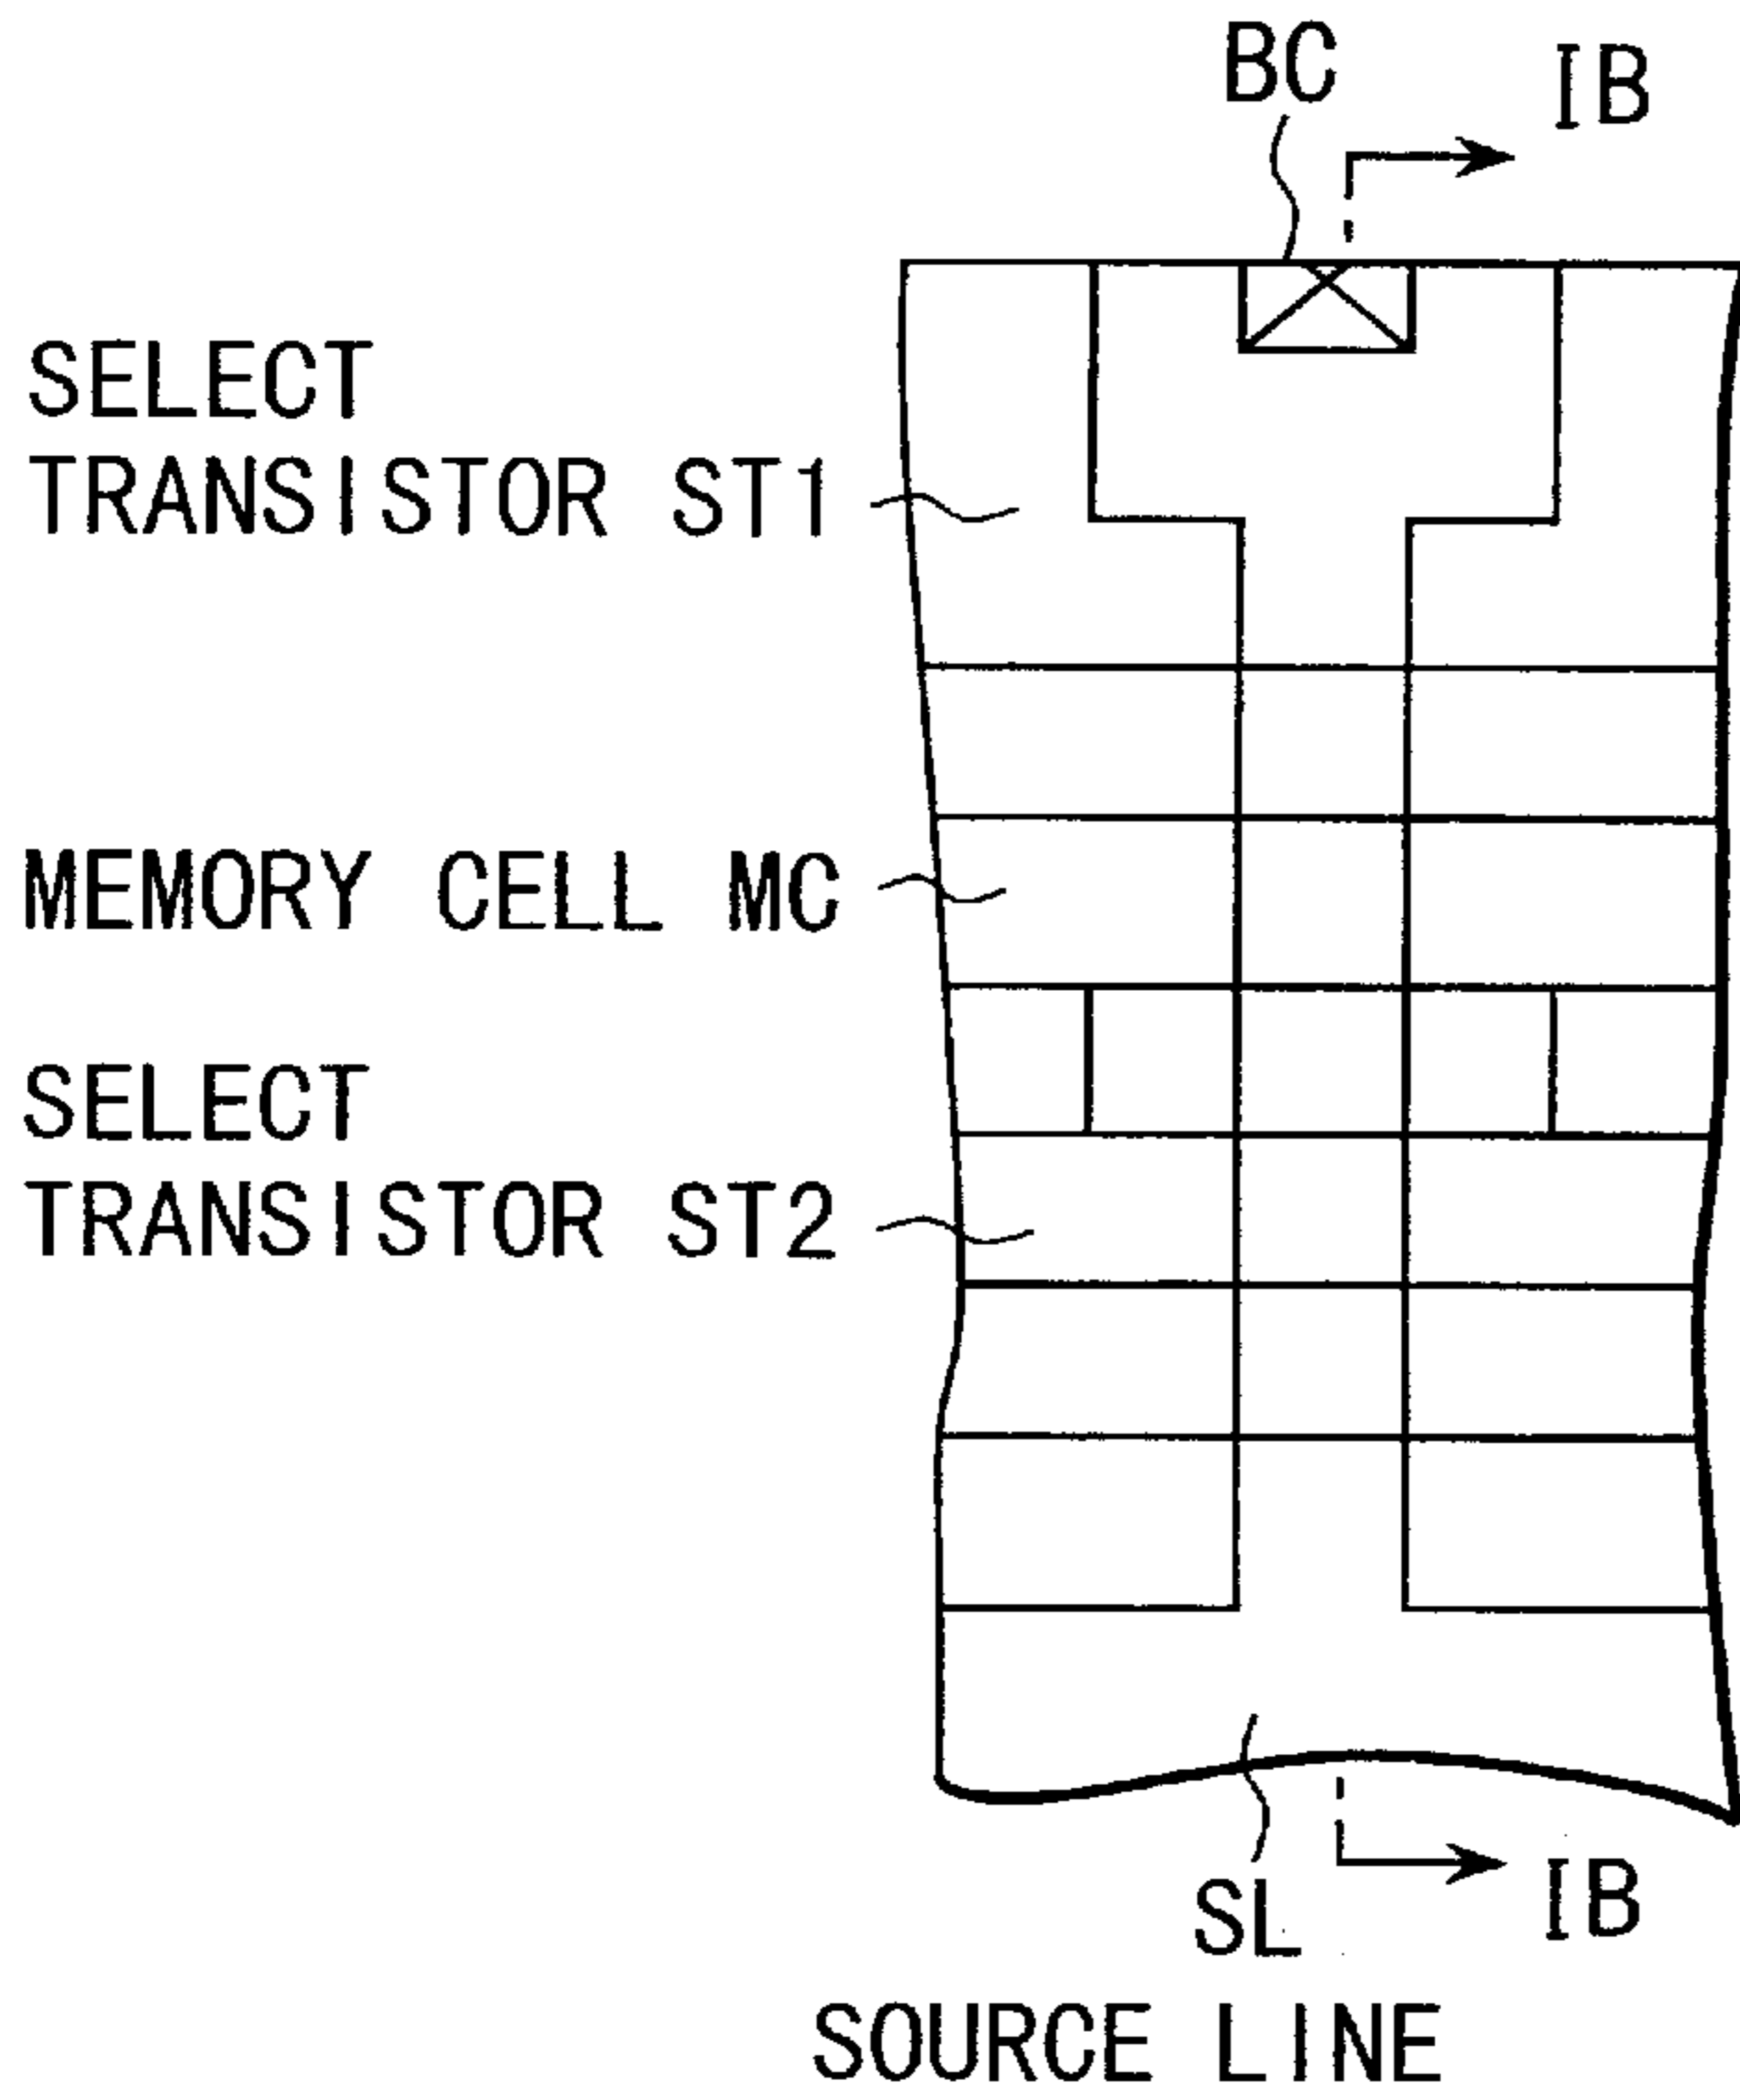 BC
IB
SELECT
TRANSISTOR ST1
MEMORY CELL MC
SELECT
TRANSISTOR ST2
IB
SL
SOURCE LINE